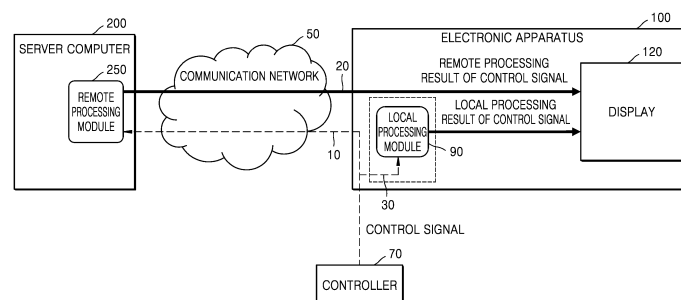 200
SERVER COMPUTER
250
REMOTE
PROCESSING
MODULE
50
COMMUNICATION NETWORK
20
10
100
ELECTRONIC APPARATUS
120
REMOTE PROCESSING
RESULT OF CONTROL SIGNAL
LOCAL PROCESSING
RESULT OF CONTROL SIGNAL
DISPLAY
LOCAL
PROCESSING
MODULE
90
30
CONTROL SIGNAL
70
CONTROLLER